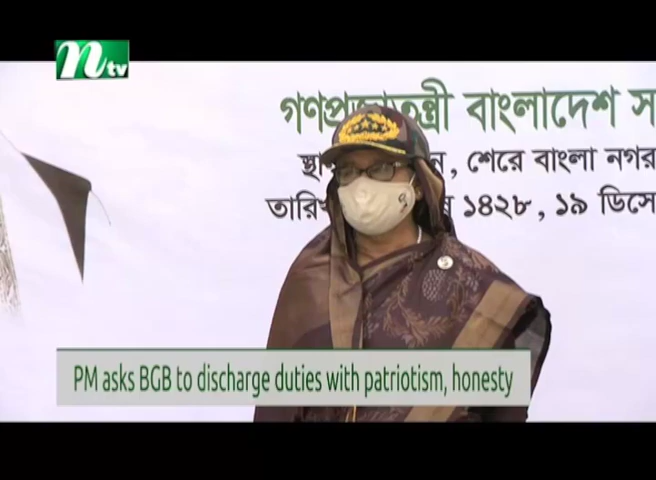 ntv
গণপ্রজাতন্ত্রী বাংলাদেশ স
স্থা ন, শেরে বাংলা নগর
তারি ষ ১৪২৮, ১৯ ডিসে
PM asks BGB to discharge duties with patriotism, honesty